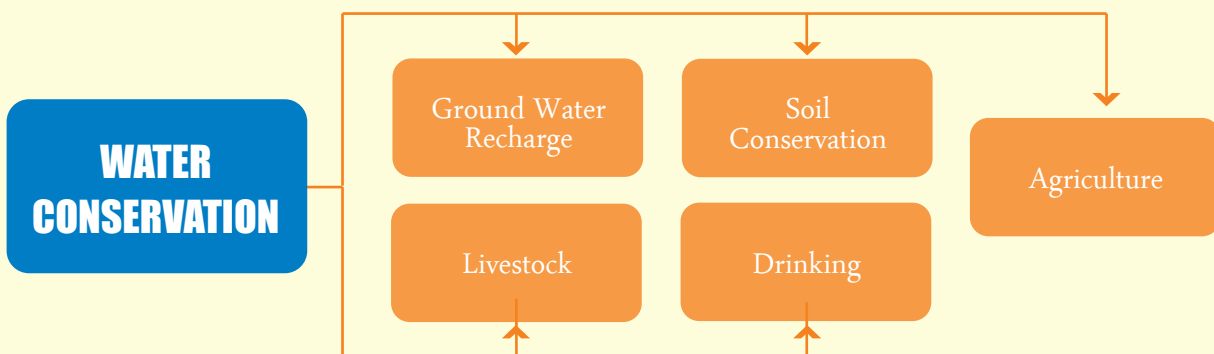 WATER
CONSERVATION
Ground Water
Recharge
Soil
Conservation
Agriculture
Livestock
Drinking